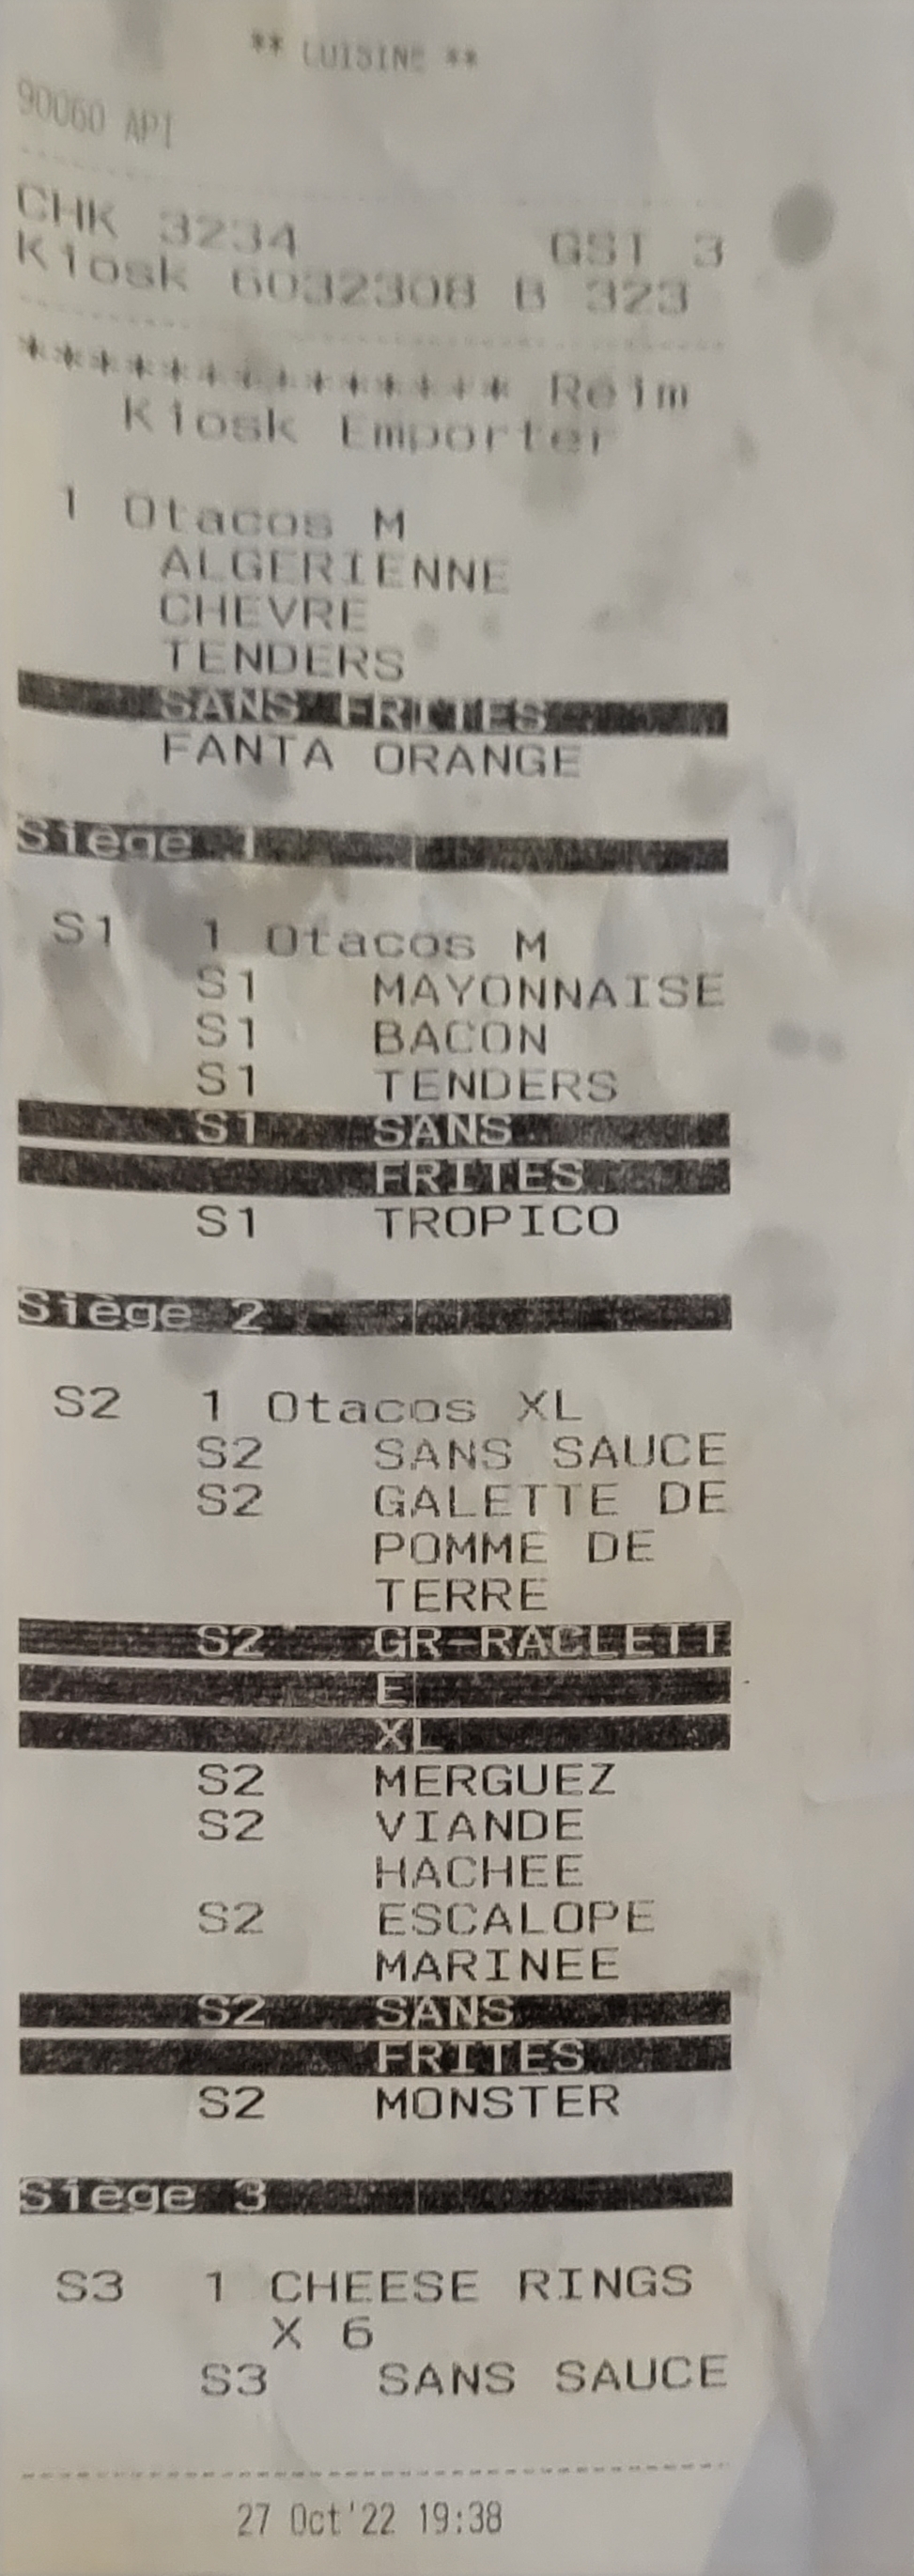 ** CUISINE **
90060 API
CHK 3234 GST 3
Kiosk 6032308 B 323
*************** Reim
Kiosk Emporter
1 Otacos M
ALGERIENNE
CHEVRE
TENDERS
SANS FRITES
FANTA ORANGE
Siège 1
S1 1 Otacos M
S1 MAYONNAISE
S1 BACON
S1 TENDERS
S1 SANS
FRITES
S1 TROPICO
Siège 2
S2 1 Otacos XL
S2 SANS SAUCE
S2 GALETTE DE
POMME DE
TERRE
S2 GR-RACLETT
E
XL
S2 MERGUEZ
S2 VIANDE
HACHEE
S2 ESCALOPE
MARINEE
S2 SANS
FRITES
S2 MONSTER
Siège 3
S3 1 CHEESE RINGS
X 6
S3 SANS SAUCE
27 Oct'22 19:38